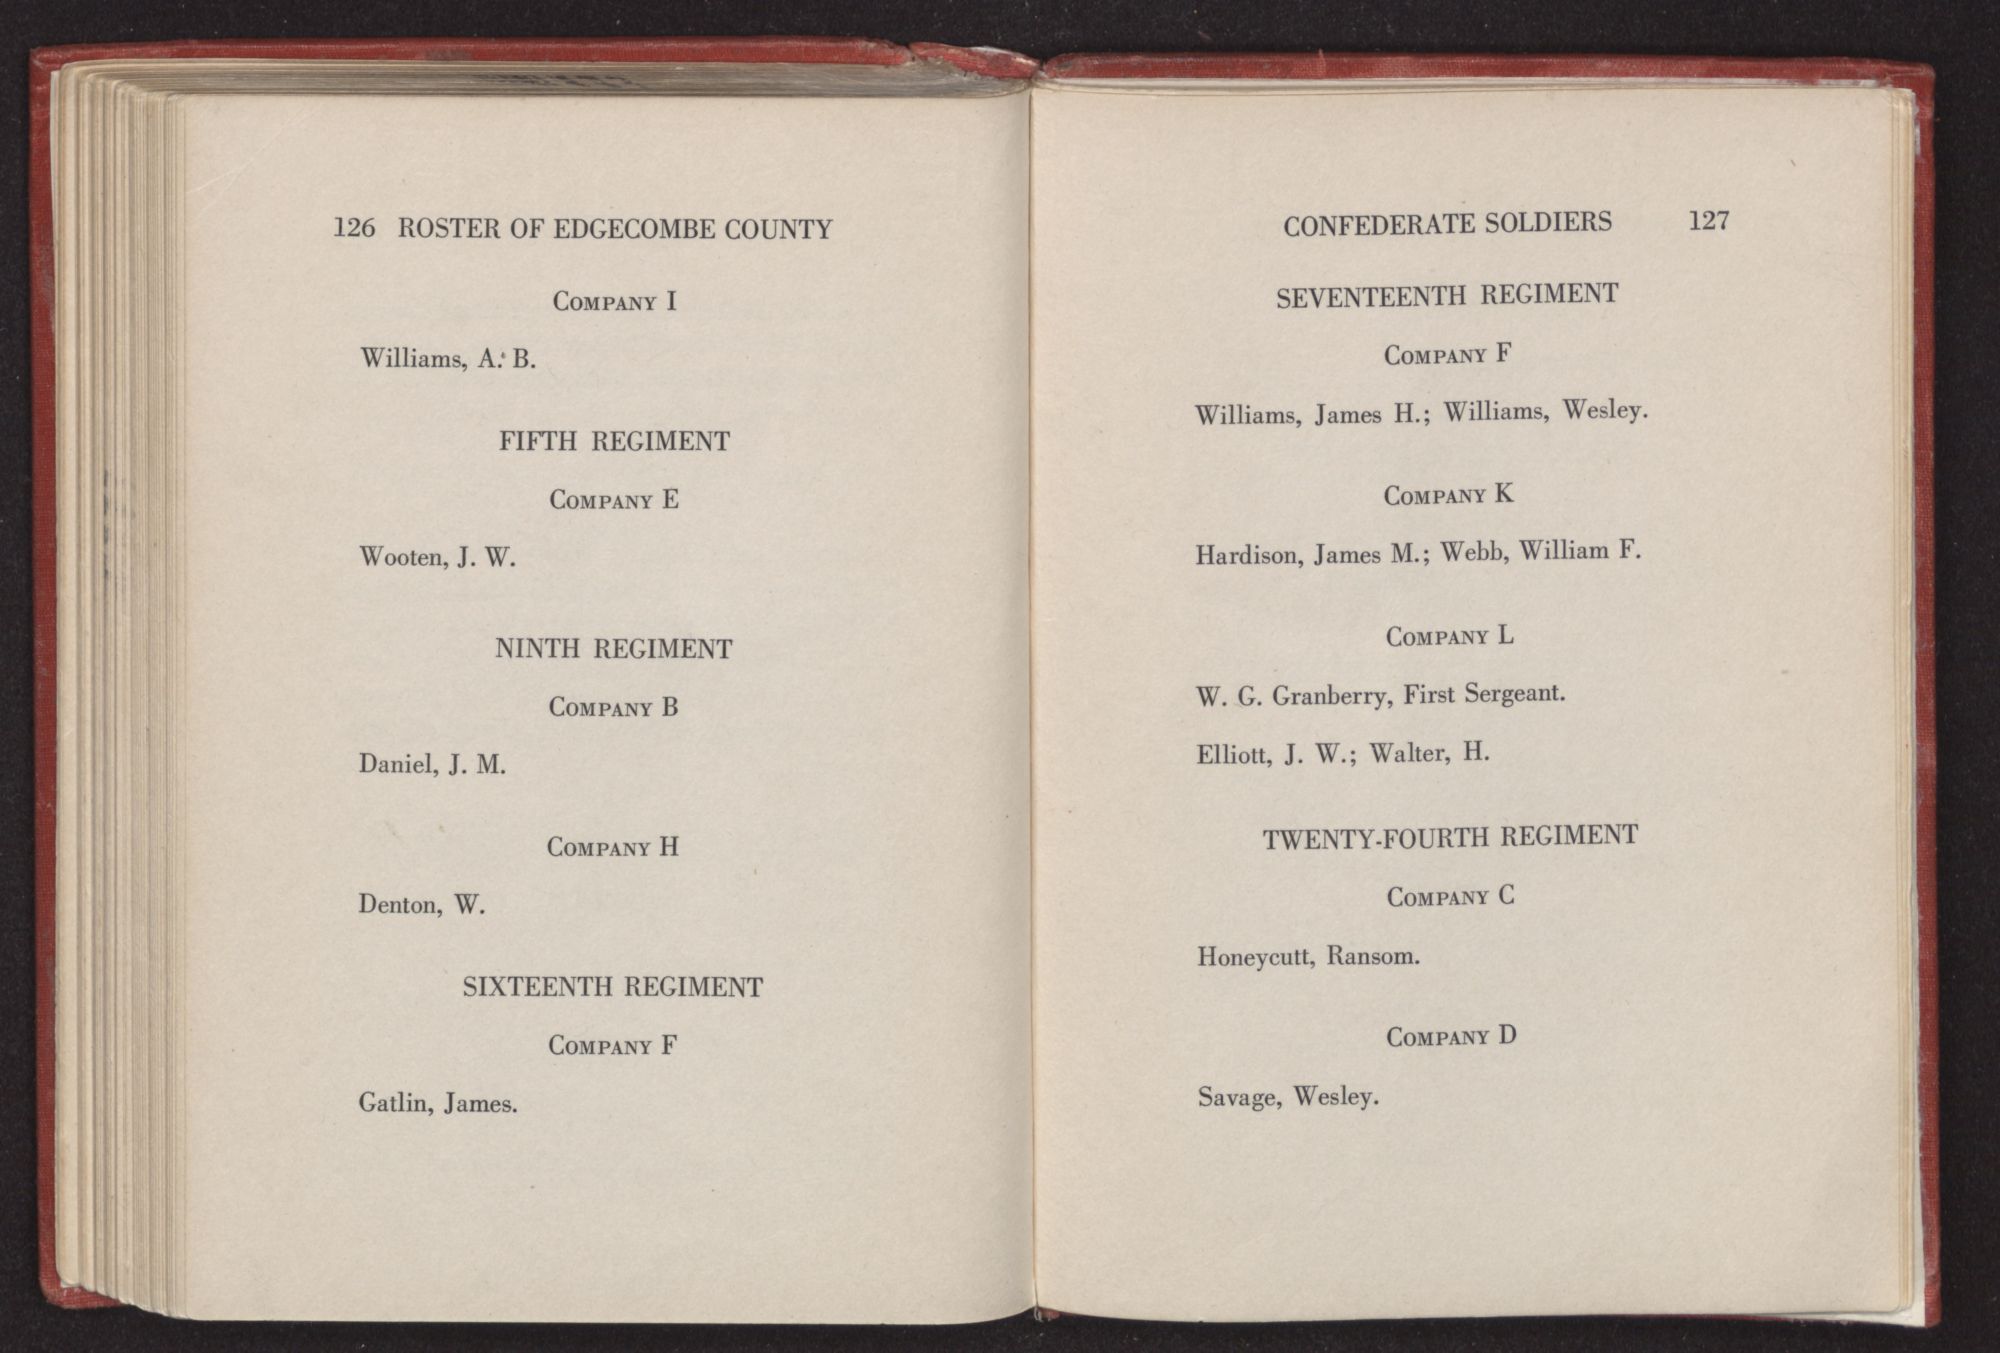 126 ROSTER OF EDGECOMBE COUNTY
Company I
Williams, A. B.
FIFTH REGIMENT
Company E
Wooten, J. W.
NINTH REGIMENT
Company B
Daniel, J. M.
Company H
Denton, W.
SIXTEENTH REGIMENT
Company F
Gatlin, James.
CONFEDERATE SOLDIERS 127
SEVENTEENTH REGIMENT
Company F
Williams, James H.; Williams, Wesley.
Company K
Hardison, James M.; Webb, William F.
Company L
W. G. Granberry, First Sergeant.
Elliott, J. W.; Walter, H.
TWENTY-FOURTH REGIMENT
Company C
Honeycutt, Ransom.
Company D
Savage, Wesley.